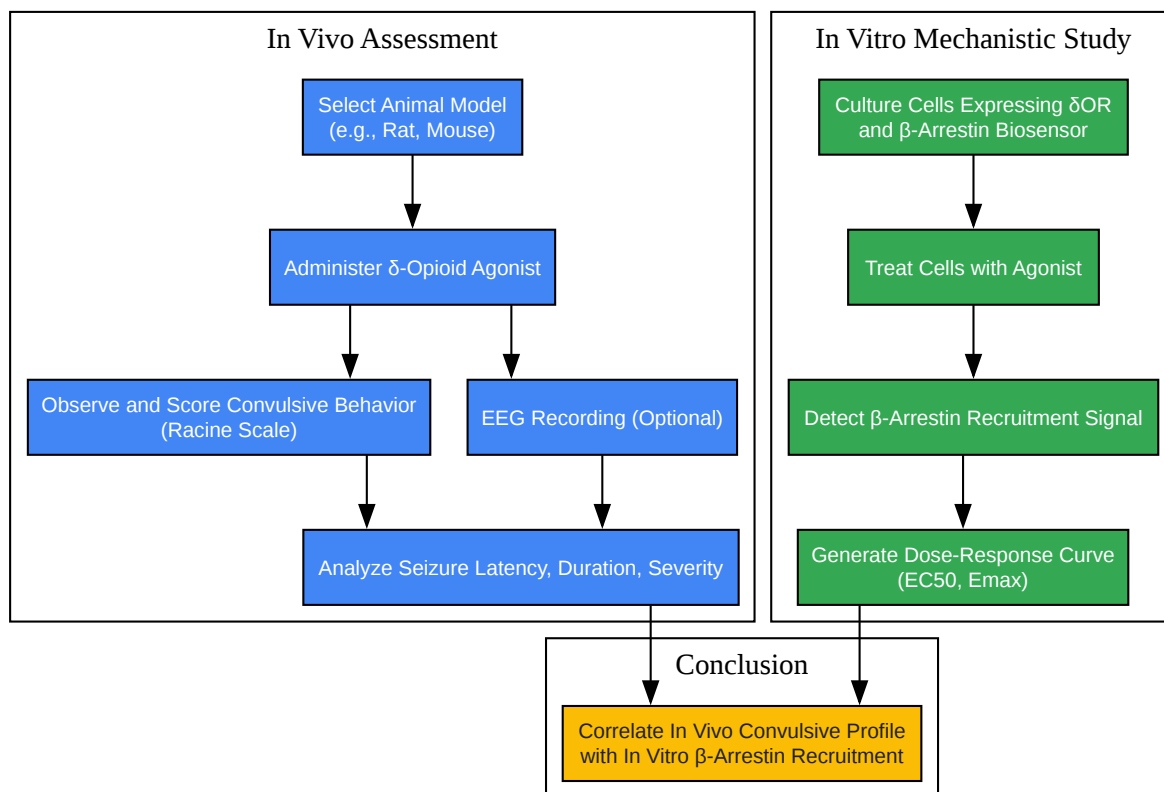 In Vivo Assessment
Select Animal Model
(e.g., Rat, Mouse)
Administer δ-Opioid Agonist
Observe and Score Convulsive Behavior
(Racine Scale)
EEG Recording (Optional)
Analyze Seizure Latency, Duration, Severity
In Vitro Mechanistic Study
Culture Cells Expressing δOR
and β-Arrestin Biosensor
Treat Cells with Agonist
Detect β-Arrestin Recruitment Signal
Generate Dose-Response Curve
(EC50, Emax)
Conclusion
Correlate In Vivo Convulsive Profile
with In Vitro β-Arrestin Recruitment